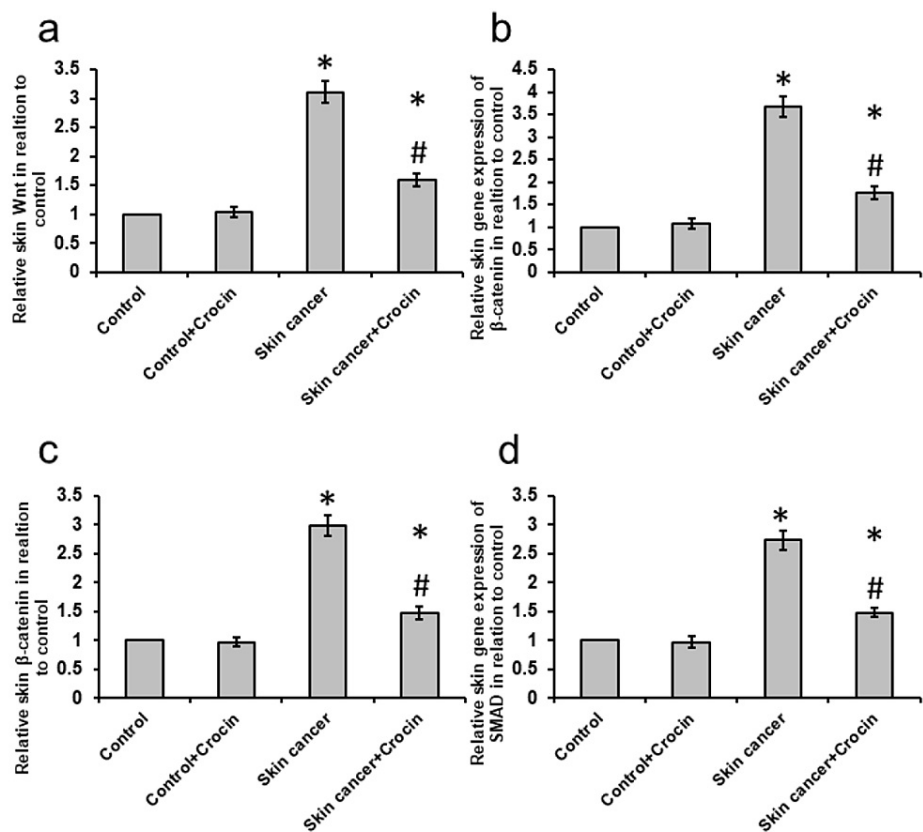 a
Relative skin Wnt in realtion to
control
3.5
3
2.5
2
1.5
1
0.5
0
*
*
#
Control
Control+Crocin
Skin cancer
Skin cancer+Crocin
b
Relative skin gene expression of
β-catenin in realtion to control
4.5
4
3.5
3
2.5
2
1.5
1
0.5
0
*
*
#
Control
Control+Crocin
Skin cancer
Skin cancer+Crocin
c
Relative skin β-catenin in realtion
to control
3.5
3
2.5
2
1.5
1
0.5
0
*
*
#
Control
Control+Crocin
Skin cancer
Skin cancer+Crocin
d
Relative skin gene expression of
SMAD in relation to control
3.5
3
2.5
2
1.5
1
0.5
0
*
*
#
Control
Control+Crocin
Skin cancer
Skin cancer+Crocin